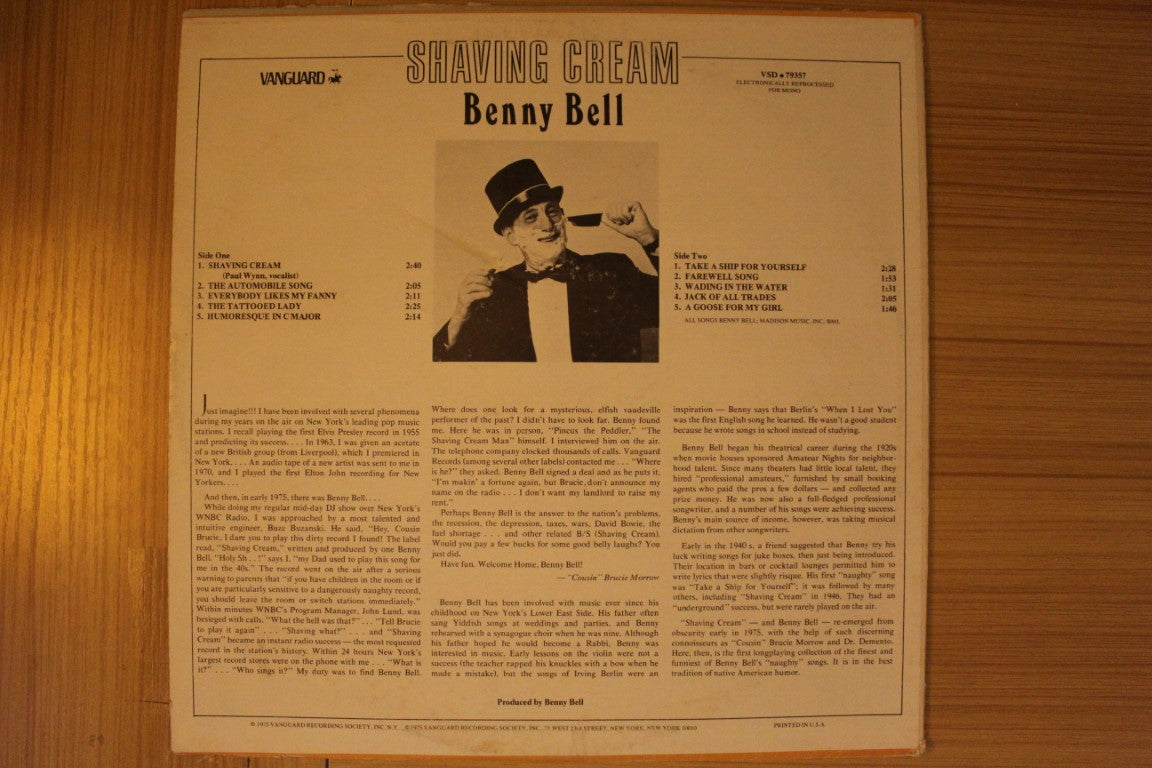 SHAVING CREAM
VANGUARD
VSD • 79357
ELECTRONICALLY REPROCESSED
FOR MONO
Benny Bell
Side One
1. SHAVING CREAM 2:40
(Paul Wynn, vocalist)
2. THE AUTOMOBILE SONG 2:05
3. EVERYBODY LIKES MY FANNY 2:11
4. THE TATTOOED LADY 2:25
5. HUMORESQUE IN C MAJOR 2:14
Side Two
1. TAKE A SHIP FOR YOURSELF 2:28
2. FAREWELL SONG 1:53
3. WADING IN THE WATER 1:31
4. JACK OF ALL TRADES 2:05
5. A GOOSE FOR MY GIRL 1:46
ALL SONGS BENNY BELL; MADISON MUSIC, INC. BMI.
Just imagine!!! I have been involved with several phenomena
during my years on the air on New York's leading pop music
stations. I recall playing the first Elvis Presley record in 1955
and predicting its success. . . . In 1963, I was given an acetate
of a new British group (from Liverpool), which I premiered in
New York. . . . An audio tape of a new artist was sent to me in
1970, and I played the first Elton John recording for New
Yorkers. . . .
And then, in early 1975, there was Benny Bell. . . .
While doing my regular mid-day DJ show over New York's
WNBC Radio, I was approached by a most talented and
intuitive engineer, Buzz Buzanski. He said, "Hey, Cousin
Brucie, I dare you to play this dirty record I found! The label
read, "Shaving Cream," written and produced by one Benny
Bell. "Holy Sh . . !" says I, "my Dad used to play this song for
me in the 40s." The record went on the air after a serious
warning to parents that "if you have children in the room or if
you are particularly sensitive to a dangerously naughty record,
you should leave the room or switch stations immediately."
Within minutes WNBC's Program Manager, John Lund, was
besieged with calls. "What the hell was that?" . . . "Tell Brucie
to play it again" . . . "Shaving what?" . . . and "Shaving
Cream" became an instant radio success — the most requested
record in the station's history. Within 24 hours New York's
largest record stores were on the phone with me . . . "What is
it?" . . . "Who sings it?" My duty was to find Benny Bell.
Where does one look for a mysterious, elfish vaudeville
performer of the past? I didn't have to look far. Benny found
me. Here he was in person, "Pincus the Peddler," "The
Shaving Cream Man" himself. I interviewed him on the air.
The telephone company clocked thousands of calls. Vanguard
Records (among several other labels) contacted me . . . "Where
is he?" they asked. Benny Bell signed a deal and as he puts it,
"I'm makin' a fortune again, but Brucie, don't announce my
name on the radio . . . I don't want my landlord to raise my
rent."
Perhaps Benny Bell is the answer to the nation's problems,
the recession, the depression, taxes, wars, David Bowie, the
fuel shortage . . . and other related B/S (Shaving Cream).
Would you pay a few bucks for some good belly laughs? You
just did.
Have fun. Welcome Home, Benny Bell!
— "Cousin" Brucie Morrow
Benny Bell has been involved with music ever since his
childhood on New York's Lower East Side. His father often
sang Yiddish songs at weddings and parties, and Benny
rehearsed with a synagogue choir when he was nine. Although
his father hoped he would become a Rabbi, Benny was
interested in music. Early lessons on the violin were not a
success (the teacher rapped his knuckles with a bow when he
made a mistake), but the songs of Irving Berlin were an
inspiration — Benny says that Berlin's "When I Lost You"
was the first English song he learned. He wasn't a good student
because he wrote songs in school instead of studying.
Benny Bell began his theatrical career during the 1920s
when movie houses sponsored Amateur Nights for neighbor-
hood talent. Since many theaters had little local talent, they
hired "professional amateurs," furnished by small booking
agents who paid the pros a few dollars — and collected any
prize money. He was now also a full-fledged professional
songwriter, and a number of his songs were achieving success.
Benny's main source of income, however, was taking musical
dictation from other songwriters.
Early in the 1940 s, a friend suggested that Benny try his
luck writing songs for juke boxes, then just being introduced.
Their location in bars or cocktail lounges permitted him to
write lyrics that were slightly risque. His first "naughty" song
was "Take a Ship for Yourself"; it was followed by many
others, including "Shaving Cream" in 1946. They had an
"underground" success, but were rarely played on the air.
"Shaving Cream" — and Benny Bell — re-emerged from
obscurity early in 1975, with the help of such discerning
connoisseurs as "Cousin" Brucie Morrow and Dr. Demento.
Here, then, is the first longplaying collection of the finest and
funniest of Benny Bell's "naughty" songs. It is in the best
tradition of native American humor.
Produced by Benny Bell
℗ 1975 VANGUARD RECORDING SOCIETY, INC. N.Y. © 1975 VANGUARD RECORDING SOCIETY, INC., 71 WEST 23rd STREET, NEW YORK, NEW YORK 10010
PRINTED IN U.S.A.